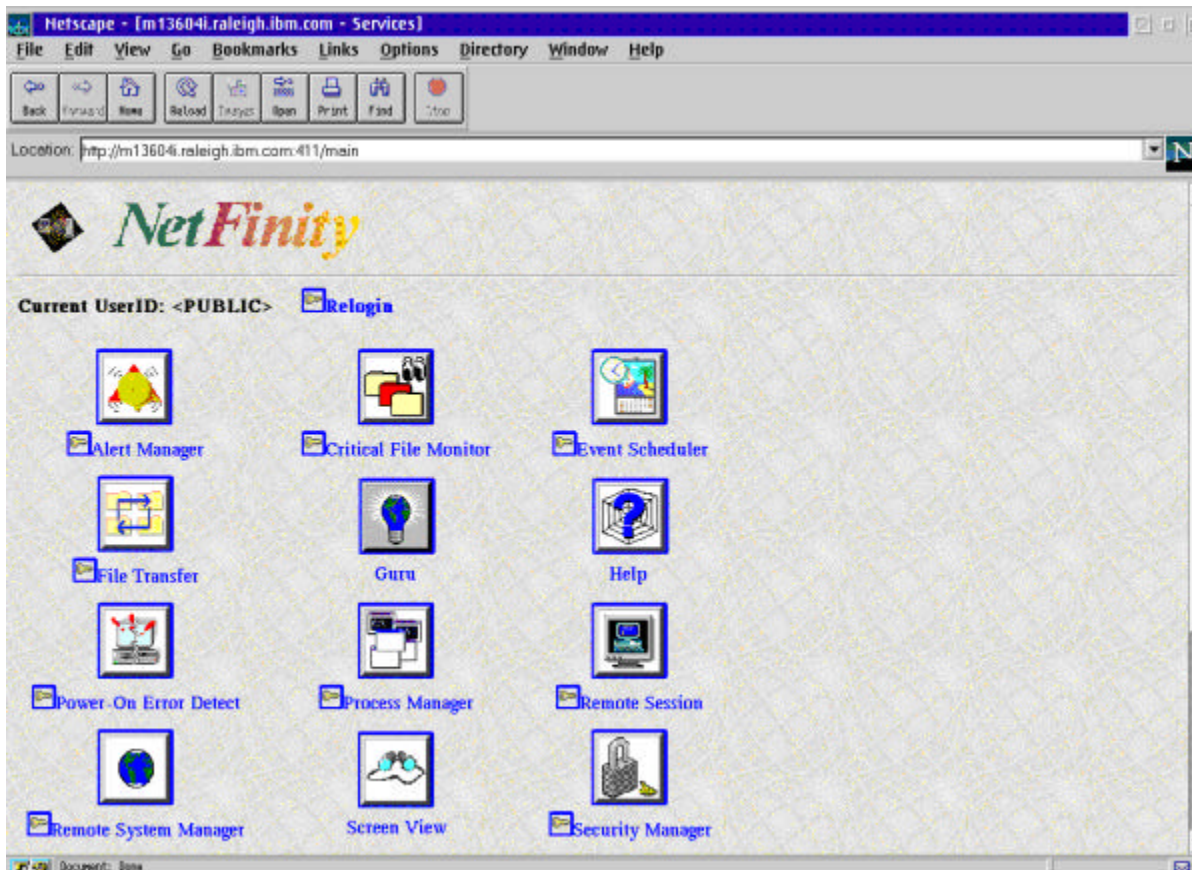 Netscape - [m13604i.raleigh.ibm.com - Services]
File Edit View Go Bookmarks Links Options Directory Window Help
Back Forward Home Reload Images Open Print Find Stop
Location: http://m13604i.raleigh.ibm.com:411/main
N
NetFinity
Current UserID: <PUBLIC> Relogin
Alert Manager Critical File Monitor Event Scheduler
File Transfer Guru Help
Power-On Error Detect Process Manager Remote Session
Remote System Manager Screen View Security Manager
Document: Done